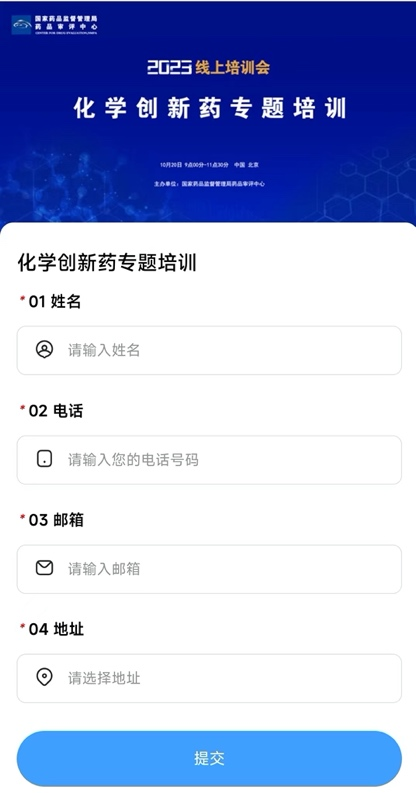 国家药品监督管理局
药品审评中心
CENTER FOR DRUG EVALUATION,NMPA
2023 线上培训会
化学创新药专题培训
10月20日 9点00分-11点30分 中国 北京
主办单位：国家药品监督管理局药品审评中心
化学创新药专题培训
* 01 姓名
请输入姓名
* 02 电话
请输入您的电话号码
* 03 邮箱
请输入邮箱
* 04 地址
请选择地址
提交